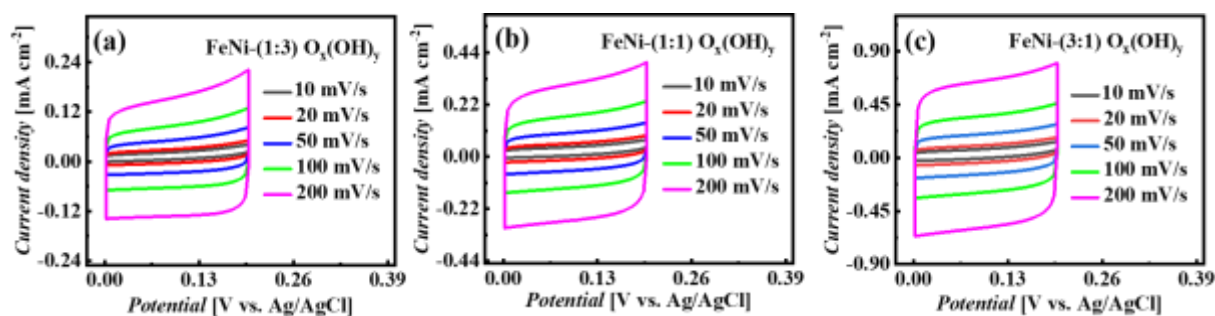 (a) FeNi-(1:3) Oₓ(OH)ᵧ
0.24
0.12
0.00
-0.12
-0.24
Current density [mA cm⁻²]
10 mV/s
20 mV/s
50 mV/s
100 mV/s
200 mV/s
0.00 0.13 0.26 0.39
Potential [V vs. Ag/AgCl]
(b) FeNi-(1:1) Oₓ(OH)ᵧ
0.44
0.22
0.00
-0.22
-0.44
Current density [mA cm⁻²]
10 mV/s
20 mV/s
50 mV/s
100 mV/s
200 mV/s
0.00 0.13 0.26 0.39
Potential [V vs. Ag/AgCl]
(c) FeNi-(3:1) Oₓ(OH)ᵧ
0.90
0.45
0.00
-0.45
-0.90
Current density [mA cm⁻²]
10 mV/s
20 mV/s
50 mV/s
100 mV/s
200 mV/s
0.00 0.13 0.26 0.39
Potential [V vs. Ag/AgCl]